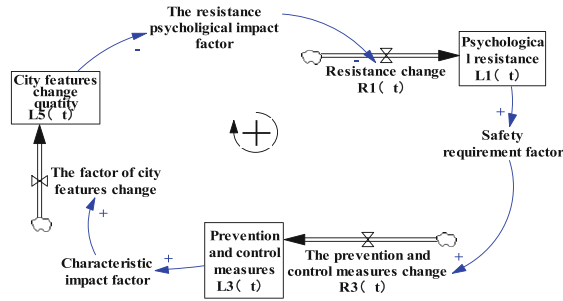 The resistance
psyhological impact
factor
-
-
Resistance change
R1( t)
Psychologica
l resistance
L1( t)
+
Safety
requirement factor
+
The prevention and
control measures change
R3( t)
Prevention
and control
measures
L3( t)
+
Characteristic
impact factor
+
The factor of city
features change
City features
change
quatity
L5( t)
+